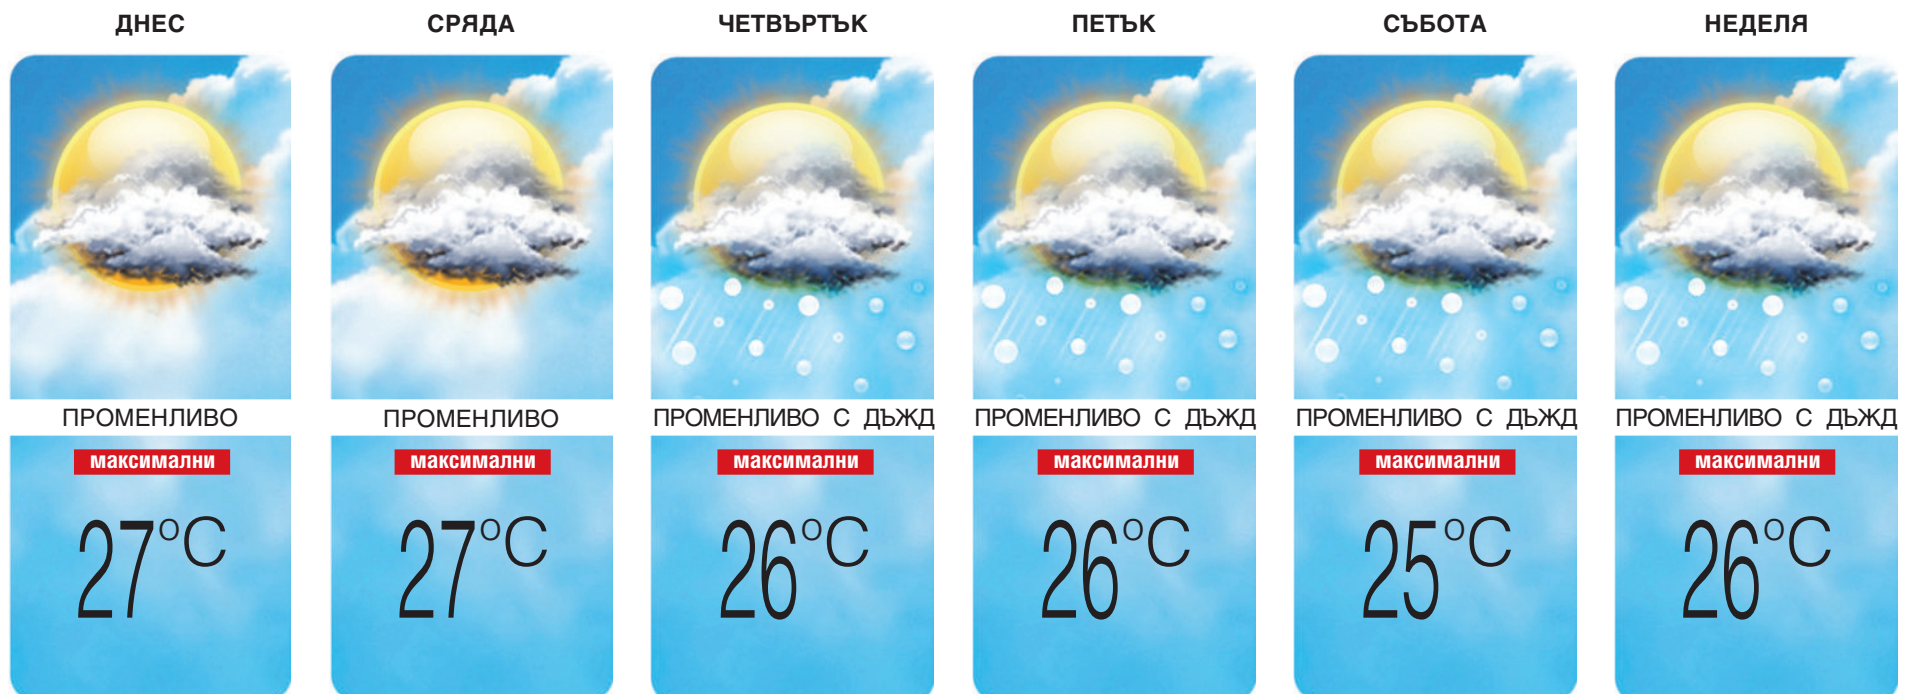 ДНЕС
ПРОМЕНЛИВО
максимални
27°C
СРЯДА
ПРОМЕНЛИВО
максимални
27°C
ЧЕТВЪРТЪК
ПРОМЕНЛИВО С ДЪЖД
максимални
26°C
ПЕТЪК
ПРОМЕНЛИВО С ДЪЖД
максимални
26°C
СЪБОТА
ПРОМЕНЛИВО С ДЪЖД
максимални
25°C
НЕДЕЛЯ
ПРОМЕНЛИВО С ДЪЖД
максимални
26°C